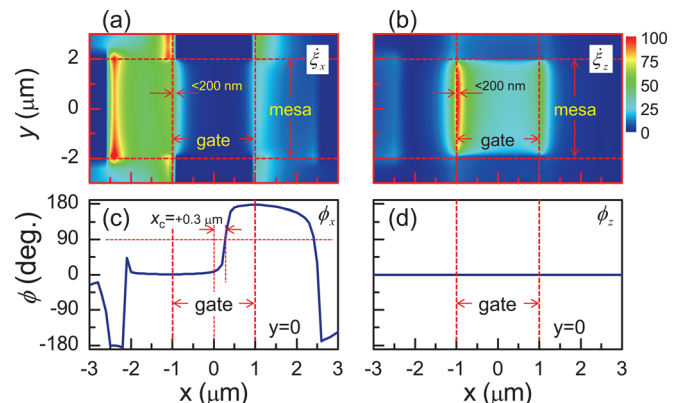 (a)
(b)
2
0
-2
y (μm)
ξ̇x
<200 nm
mesa
gate
ξ̇z
<200 nm
mesa
gate
100
75
50
25
0
(c)
(d)
180
90
0
-90
-180
ϕ (deg.)
xc=+0.3 μm
ϕx
gate
y=0
ϕz
gate
y=0
-3 -2 -1 0 1 2 3
-3 -2 -1 0 1 2 3
x (μm)
x (μm)